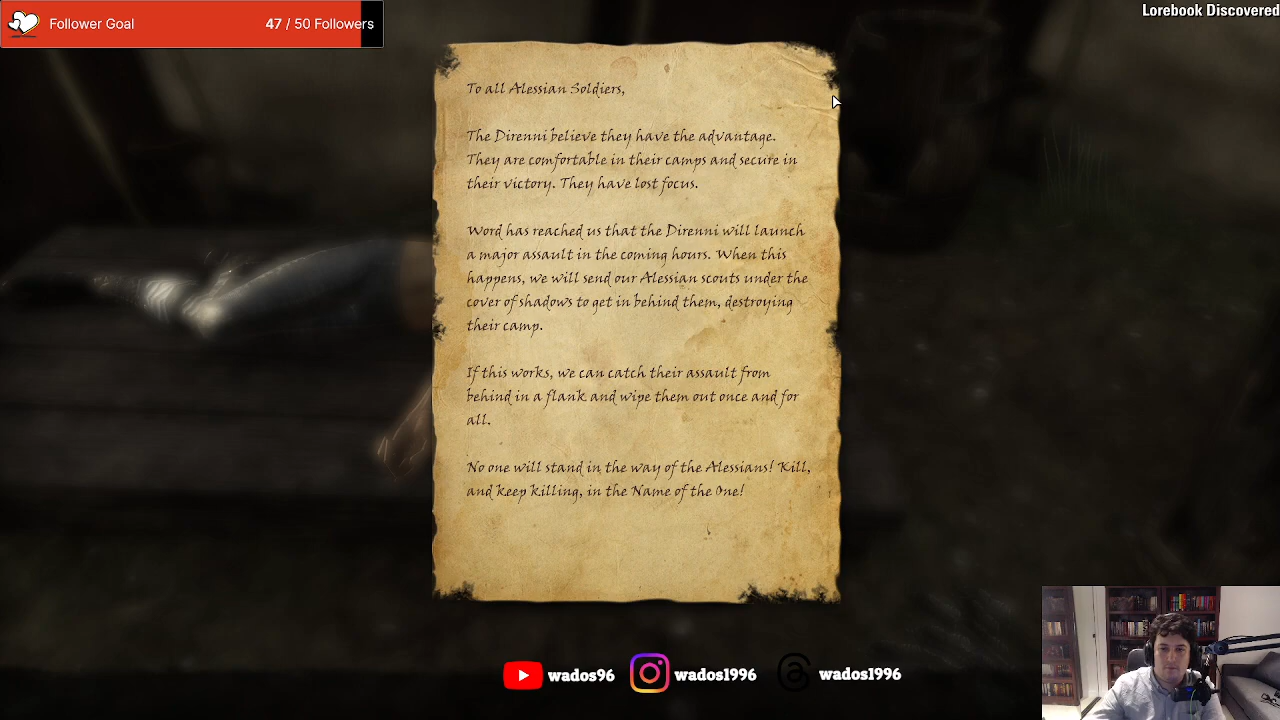 Follower Goal
47 / 50 Followers
Lorebook Discovered
To all Alessian Soldiers,
The Direnni believe they have the advantage.
They are comfortable in their camps and secure in
their victory. They have lost focus.
Word has reached us that the Direnni will launch
a major assault in the coming hours. When this
happens, we will send our Alessian scouts under the
cover of shadows to get in behind them, destroying
their camp.
If this works, we can catch their assault from
behind in a flank and wipe them out once and for
all.
No one will stand in the way of the Alessians! Kill,
and keep killing, in the Name of the One!
wados96
wados1996
wados1996